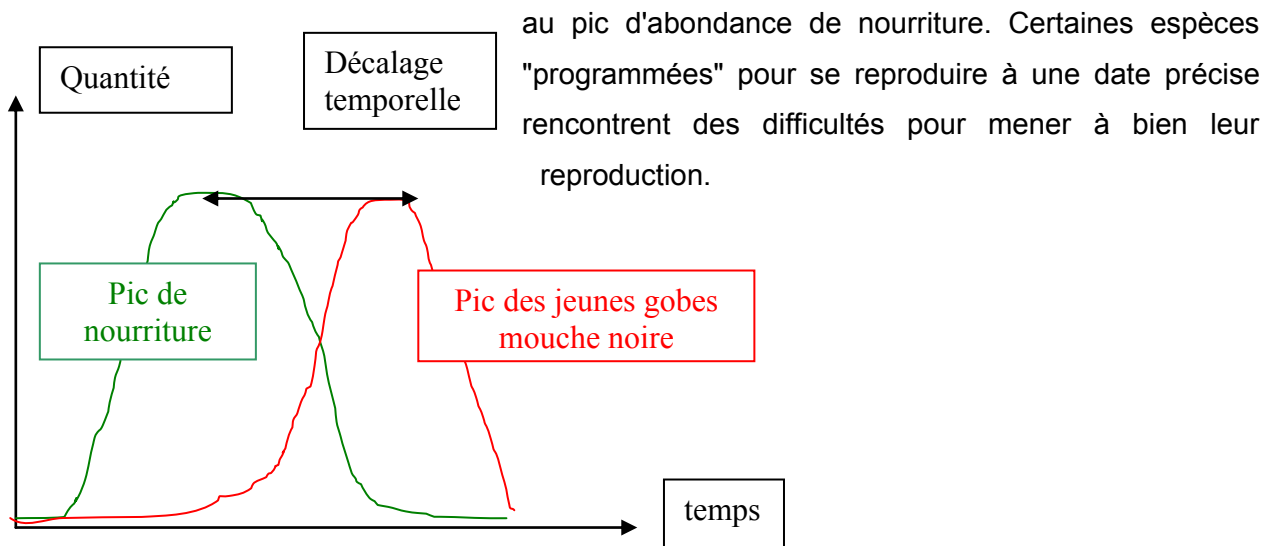 au pic d'abondance de nourriture. Certaines espèces
"programmées" pour se reproduire à une date précise
rencontrent des difficultés pour mener à bien leur
reproduction.
Quantité
Décalage
temporelle
Pic de
nourriture
Pic des jeunes gobes
mouche noire
temps